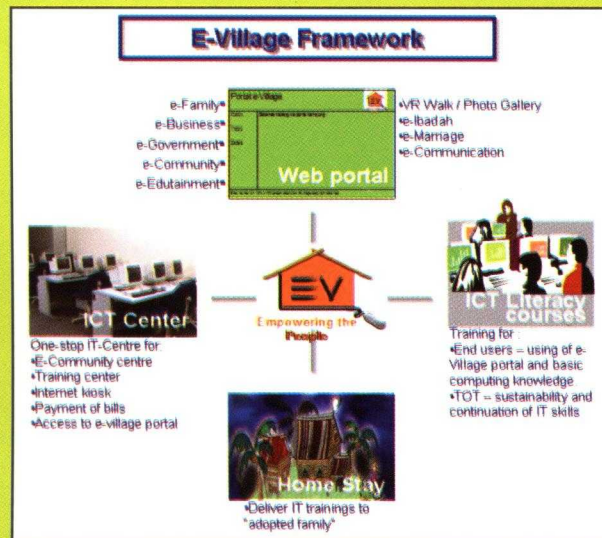 E-Village Framework
e-Family•
e-Business•
e-Government•
e-Community•
e-Edutainment•
Portal e-Village
EV
Web portal
•VR Walk / Photo Gallery
•e-Ibadah
•e-Marriage
•e-Communication
ICT Center
One-stop IT-Centre for:
•E-Community centre
•Training center
•Internet kiosk
•Payment of bills
•Access to e-village portal
EV
Empowering the
People
ICT Literacy
courses
Training for :
•End users – using of e-
Village portal and basic
computing knowledge.
•TOT – sustainability and
continuation of IT skills
Home Stay
•Deliver IT trainings to
"adopted family"